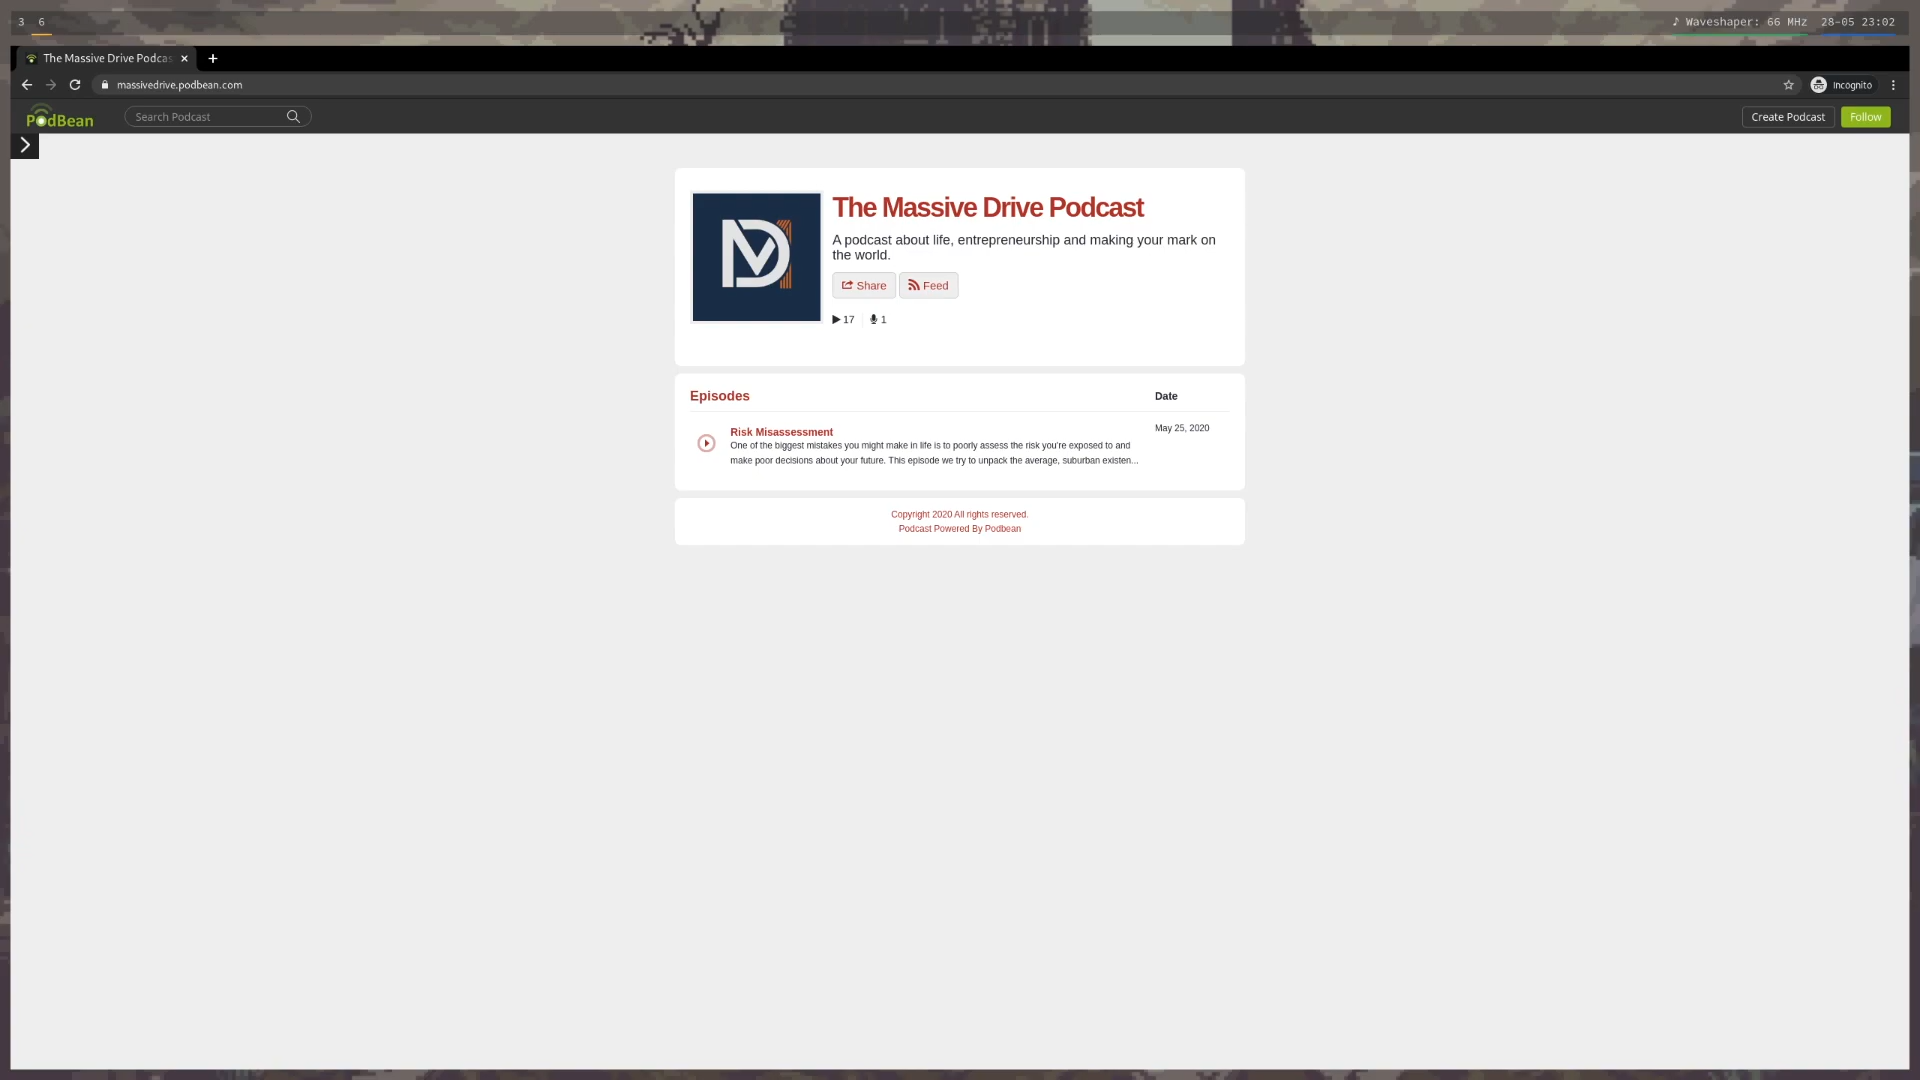 3 6
♪ Waveshaper: 66 MHz 28-05 23:02
The Massive Drive Podcas
massivedrive.podbean.com
Incognito
PodBean
Search Podcast
Create Podcast
Follow
The Massive Drive Podcast
A podcast about life, entrepreneurship and making your mark on
the world.
Share
Feed
17
1
Episodes
Date
Risk Misassessment
May 25, 2020
One of the biggest mistakes you might make in life is to poorly assess the risk you're exposed to and
make poor decisions about your future. This episode we try to unpack the average, suburban existen...
Copyright 2020 All rights reserved.
Podcast Powered By Podbean